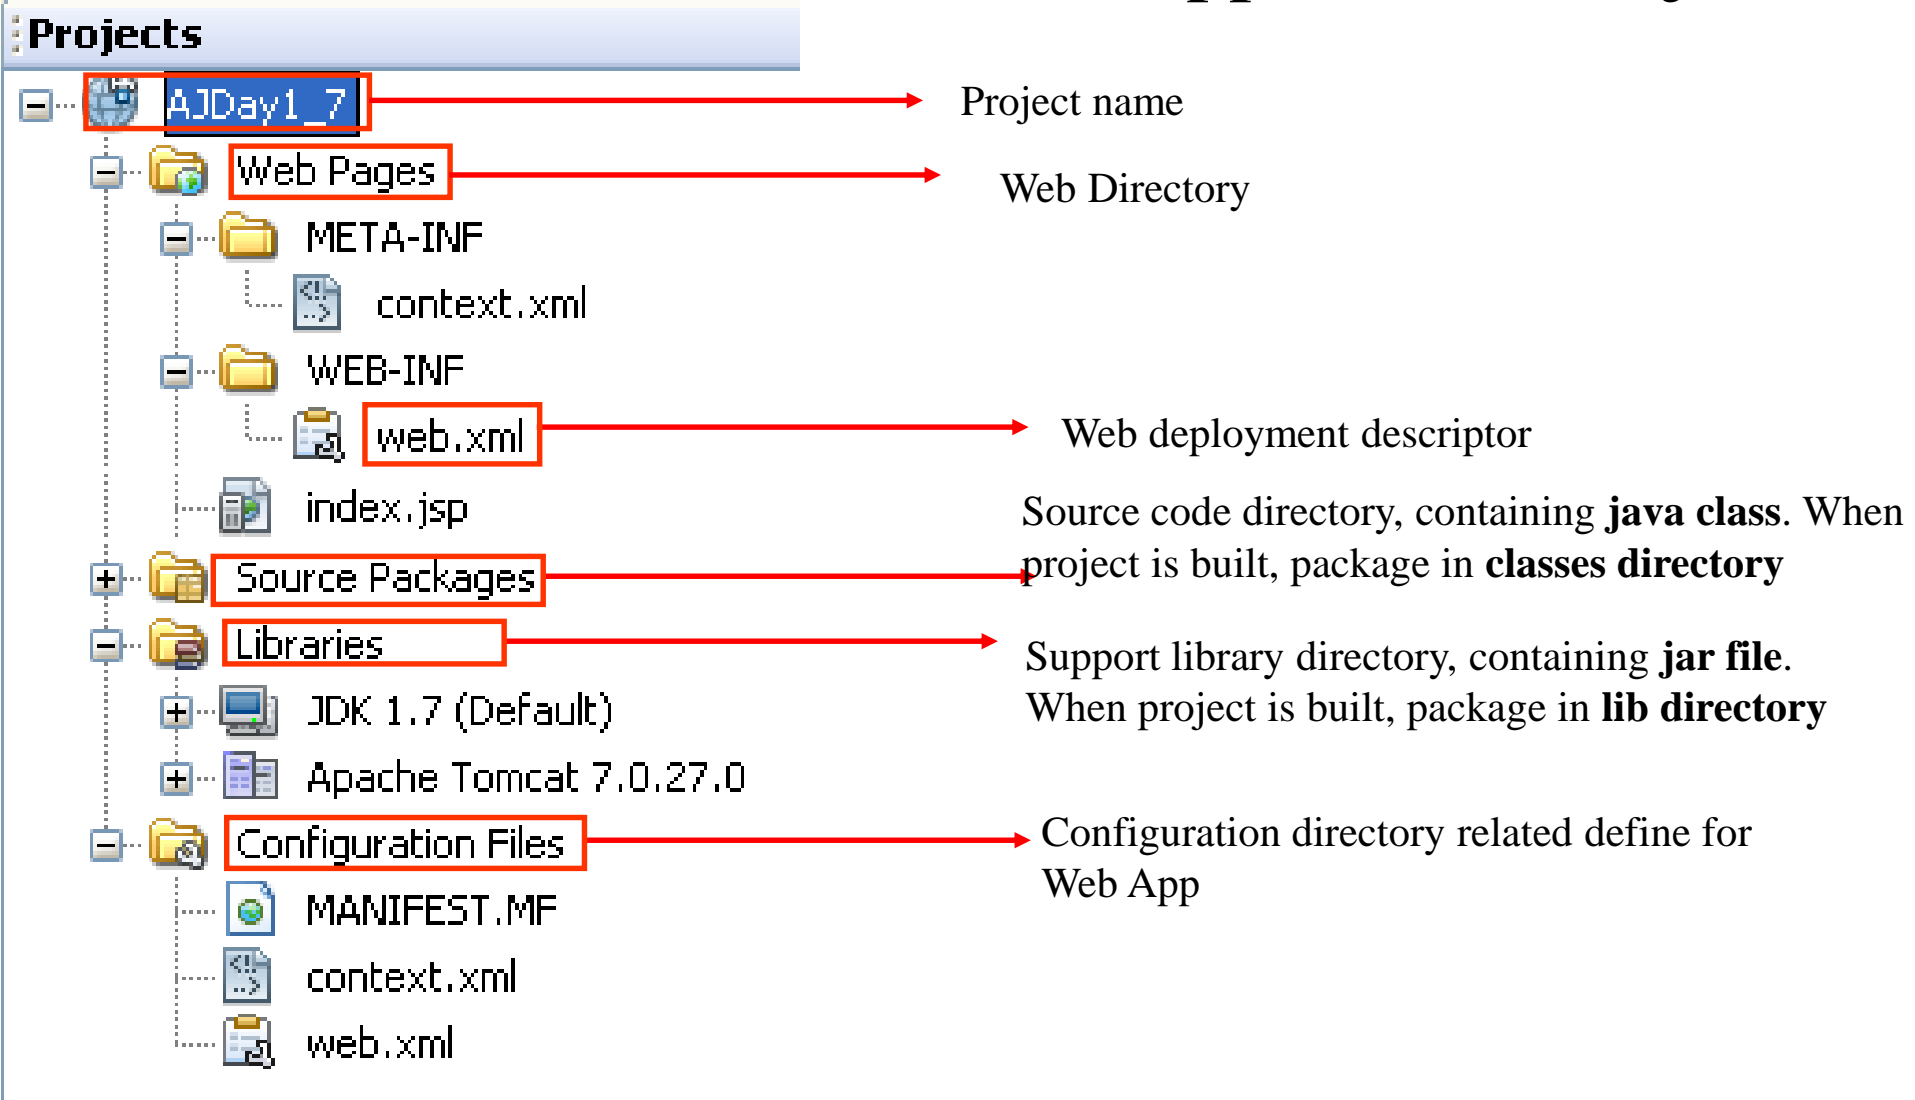 Projects
AJDay1_7
Project name
Web Pages
Web Directory
META-INF
context.xml
WEB-INF
web.xml
Web deployment descriptor
index.jsp
Source code directory, containing java class. When
project is built, package in classes directory
Source Packages
Libraries
Support library directory, containing jar file.
When project is built, package in lib directory
JDK 1.7 (Default)
Apache Tomcat 7.0.27.0
Configuration Files
Configuration directory related define for
Web App
MANIFEST.MF
context.xml
web.xml